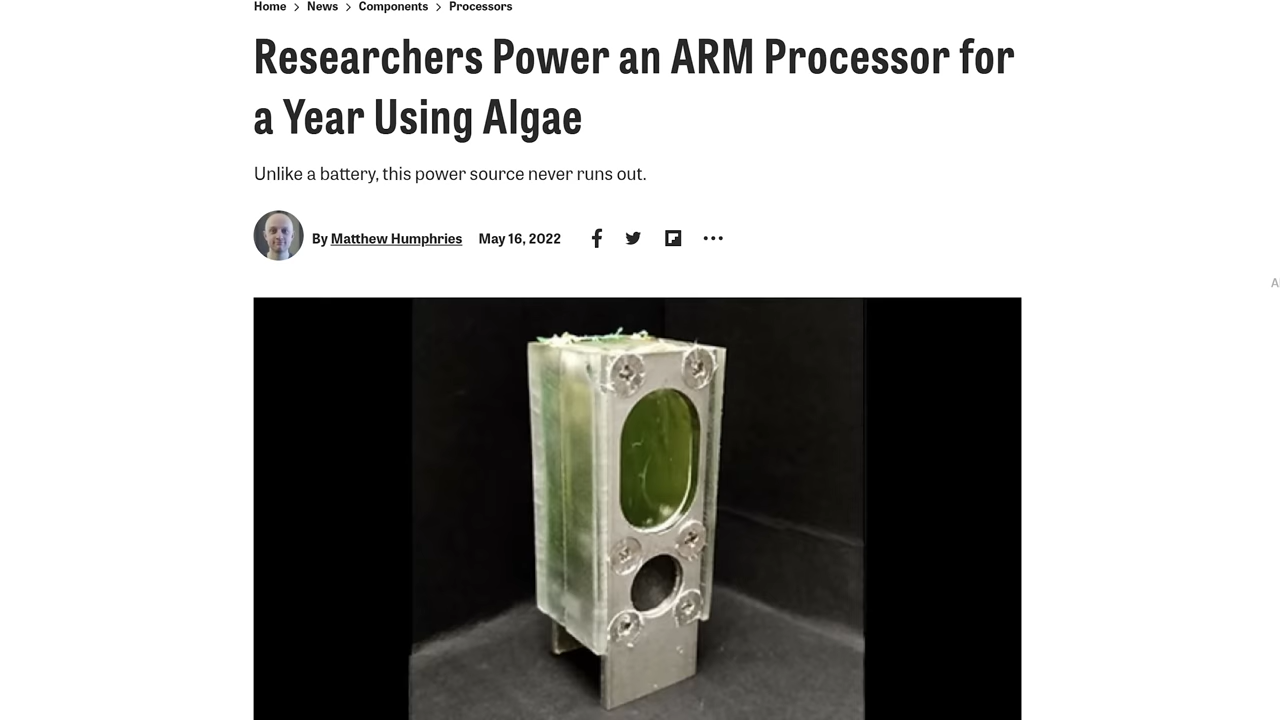 Home > News > Components > Processors
Researchers Power an ARM Processor for
a Year Using Algae
Unlike a battery, this power source never runs out.
By Matthew Humphries May 16, 2022